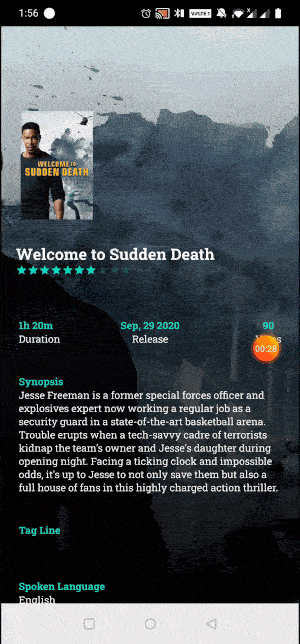 1:56
WELCOME TO
SUDDEN DEATH
Welcome to Sudden Death
1h 20m
Sep, 29 2020
90
Duration
Release
00:28
Synopsis
Jesse Freeman is a former special forces officer and
explosives expert now working a regular job as a
security guard in a state-of-the-art basketball arena.
Trouble erupts when a tech-savvy cadre of terrorists
kidnap the team's owner and Jesse's daughter during
opening night. Facing a ticking clock and impossible
odds, it's up to Jesse to not only save them but also a
full house of fans in this highly charged action thriller.
Tag Line
Spoken Language
English